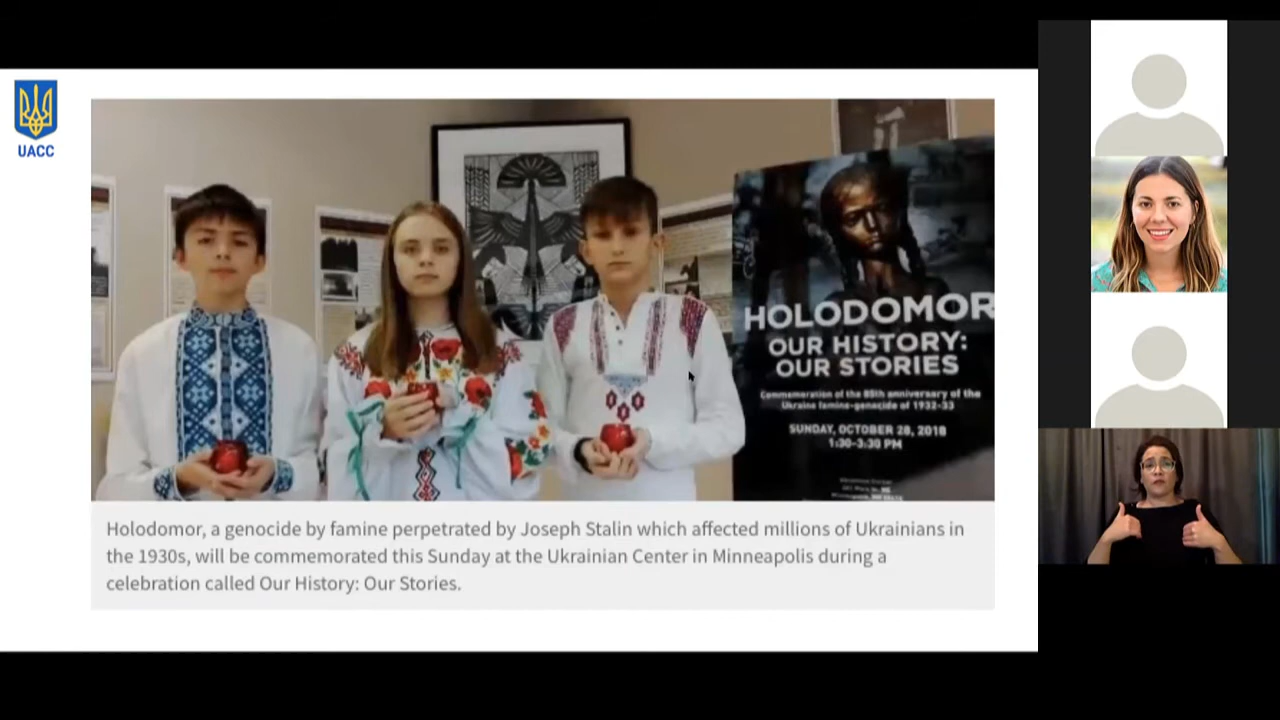 UACC
HOLODOMOR
OUR HISTORY:
OUR STORIES
Commemoration of the 85th anniversary of the
Ukraine famine-genocide of 1932-33
SUNDAY, OCTOBER 28, 2018
1:30-3:30 PM
Holodomor, a genocide by famine perpetrated by Joseph Stalin which affected millions of Ukrainians in
the 1930s, will be commemorated this Sunday at the Ukrainian Center in Minneapolis during a
celebration called Our History: Our Stories.